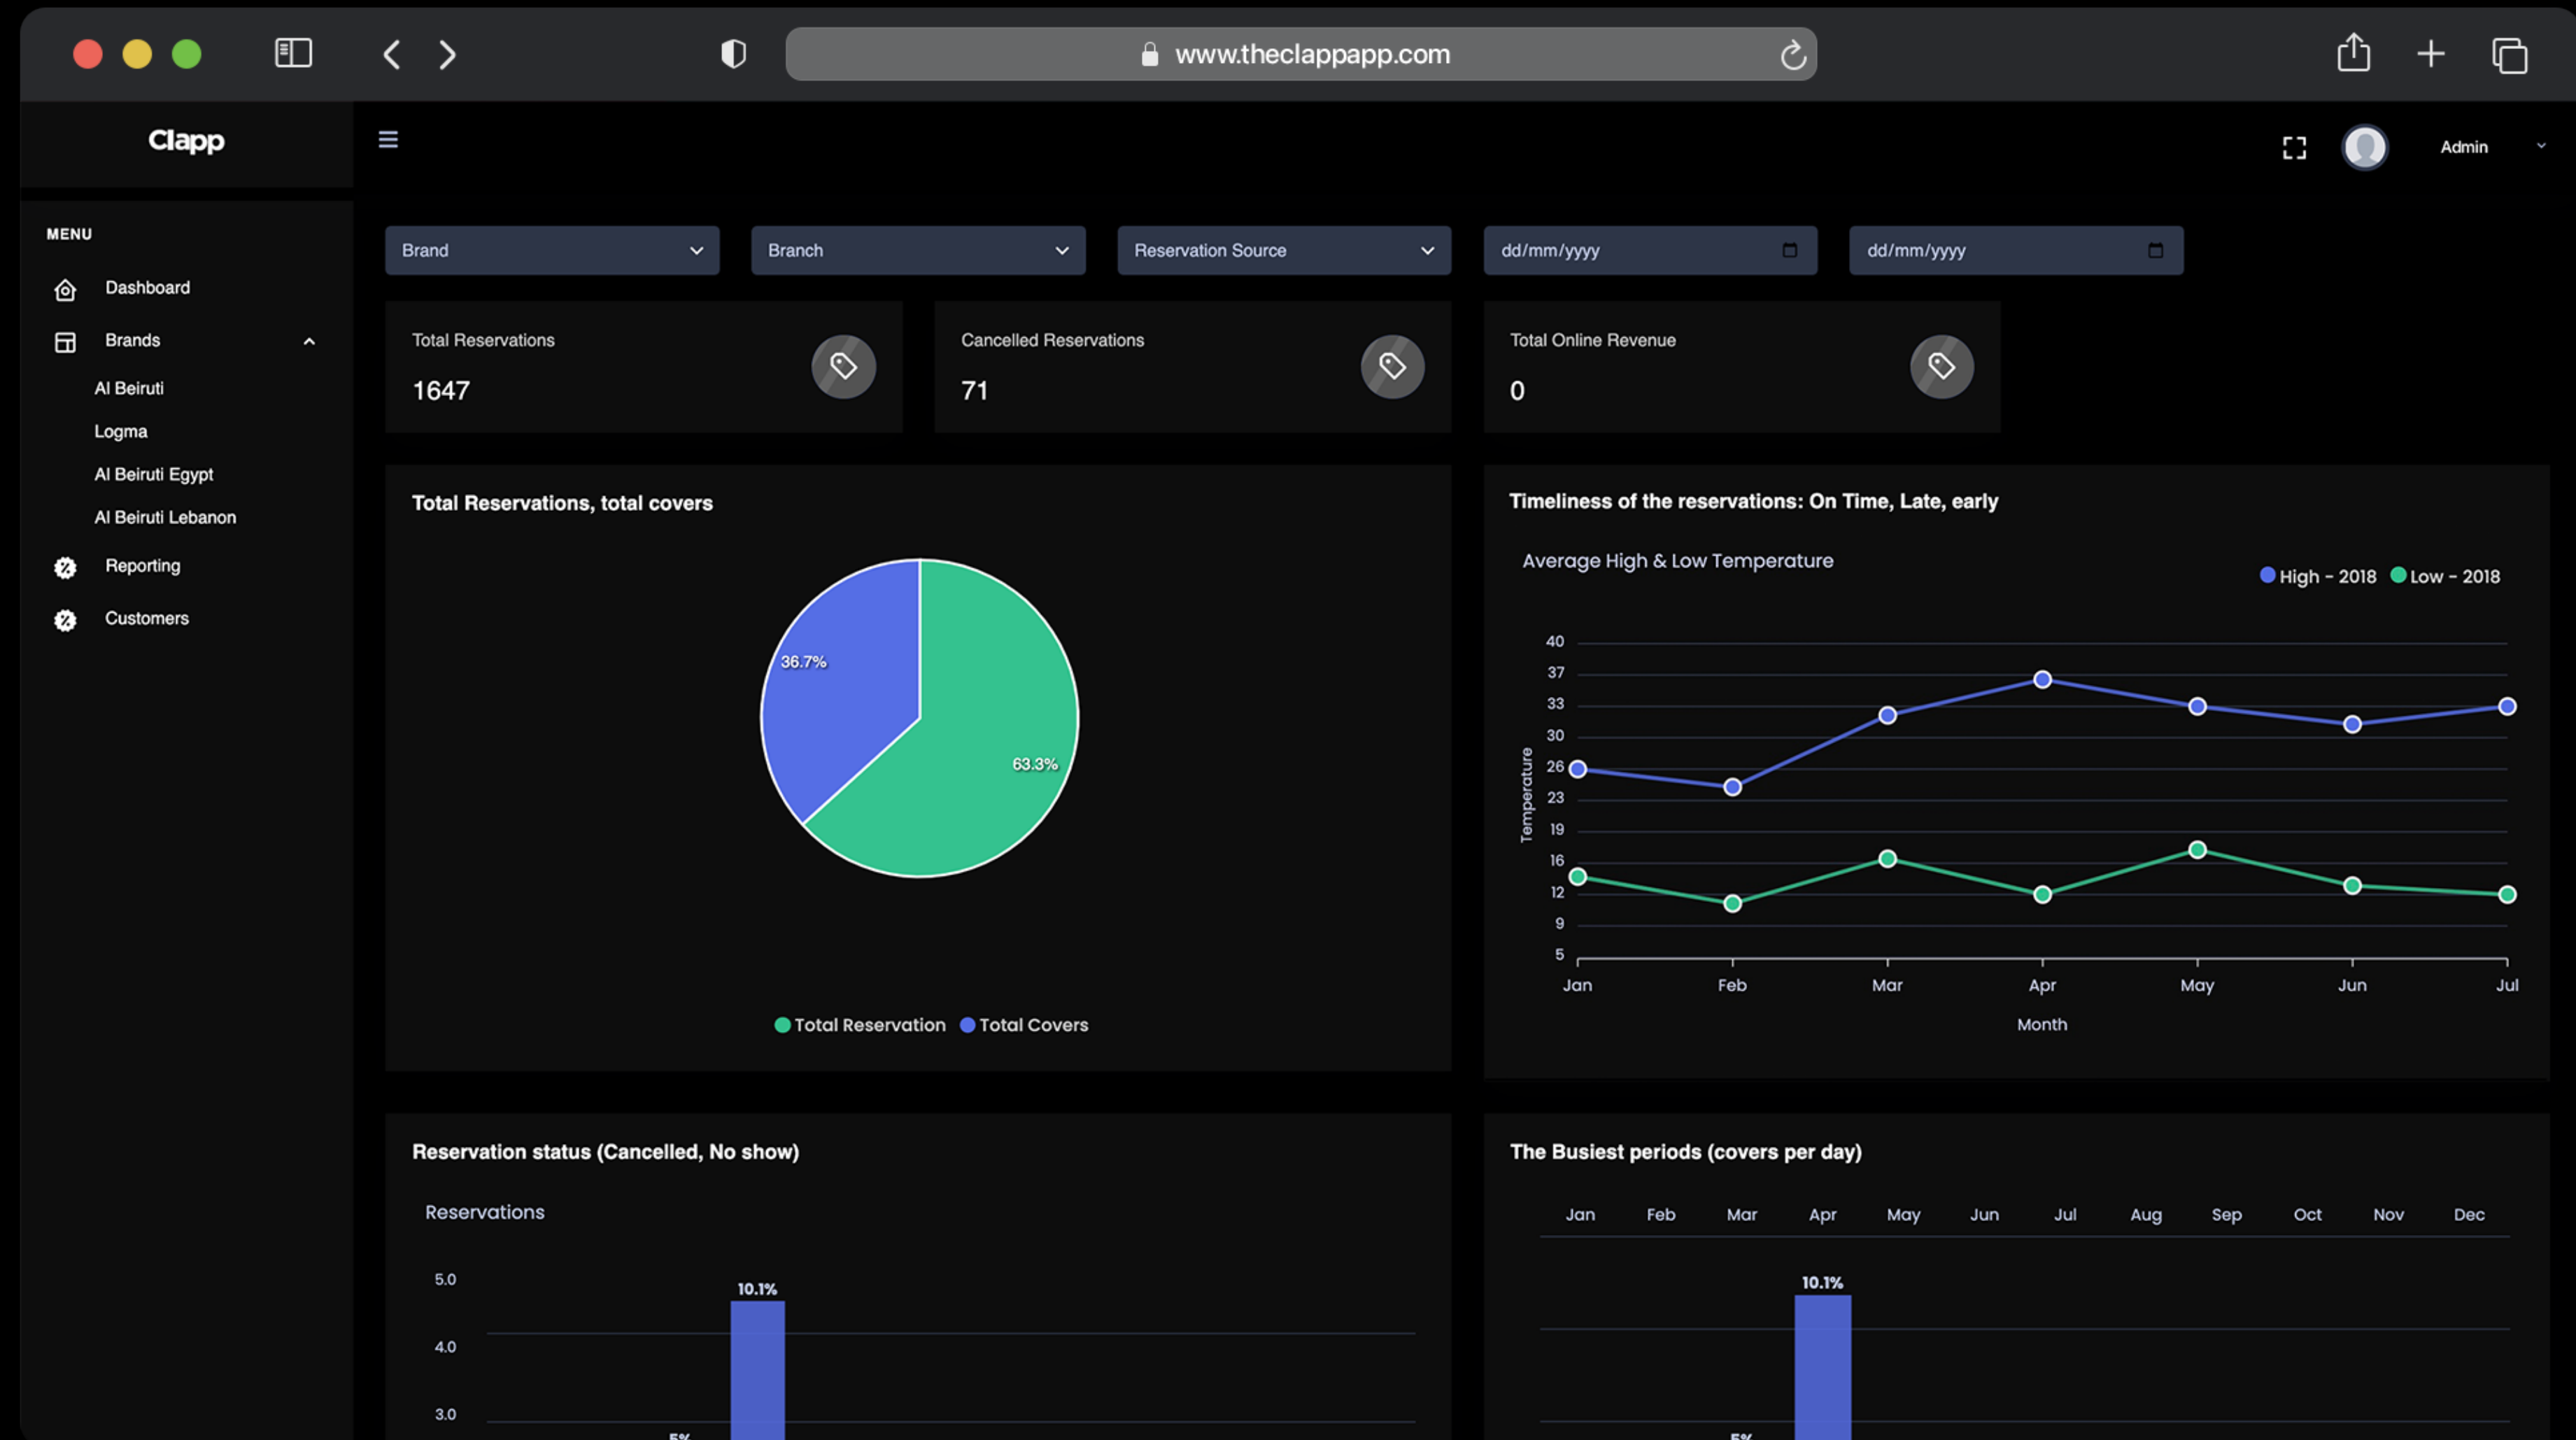 www.theclappapp.com
Clapp
Admin
MENU
Dashboard
Brands
Al Beiruti
Logma
Al Beiruti Egypt
Al Beiruti Lebanon
Reporting
Customers
Brand
Branch
Reservation Source
dd/mm/yyyy
dd/mm/yyyy
Total Reservations
1647
Cancelled Reservations
71
Total Online Revenue
0
Total Reservations, total covers
36.7%
63.3%
Total Reservation
Total Covers
Timeliness of the reservations: On Time, Late, early
Average High & Low Temperature
High - 2018
Low - 2018
Temperature
40
37
33
30
26
23
19
16
12
9
5
Jan Feb Mar Apr May Jun Jul
Month
Reservation status (Cancelled, No show)
Reservations
5.0
10.1%
4.0
3.0
5%
The Busiest periods (covers per day)
Jan Feb Mar Apr May Jun Jul Aug Sep Oct Nov Dec
10.1%
5%